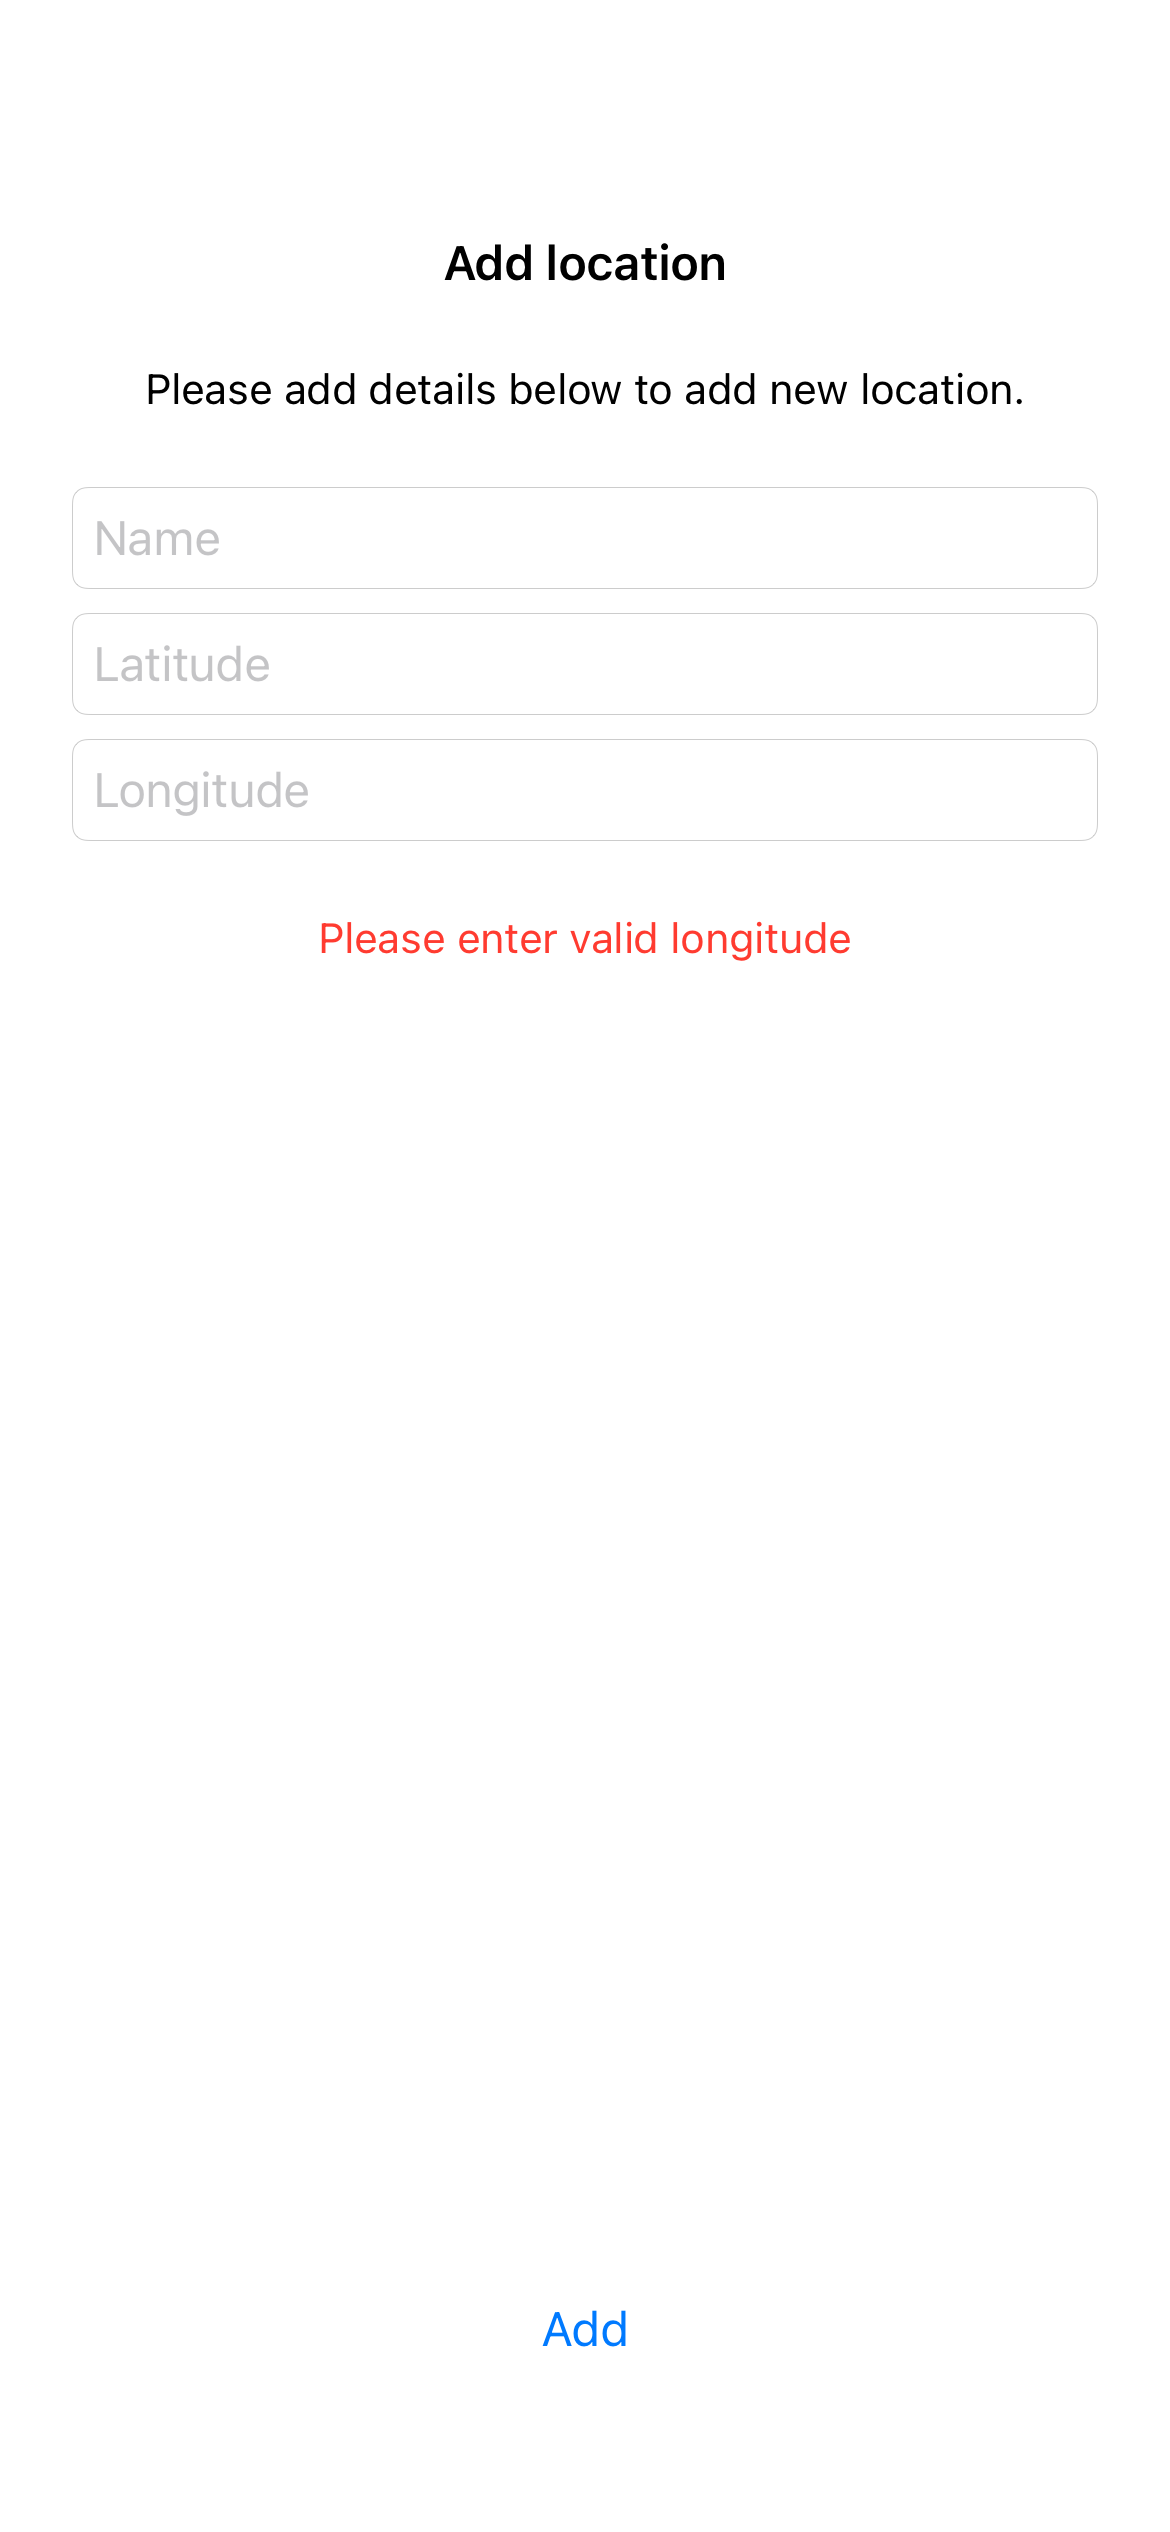 Add location
Please add details below to add new location.
Name
Latitude
Longitude
Please enter valid longitude
Add